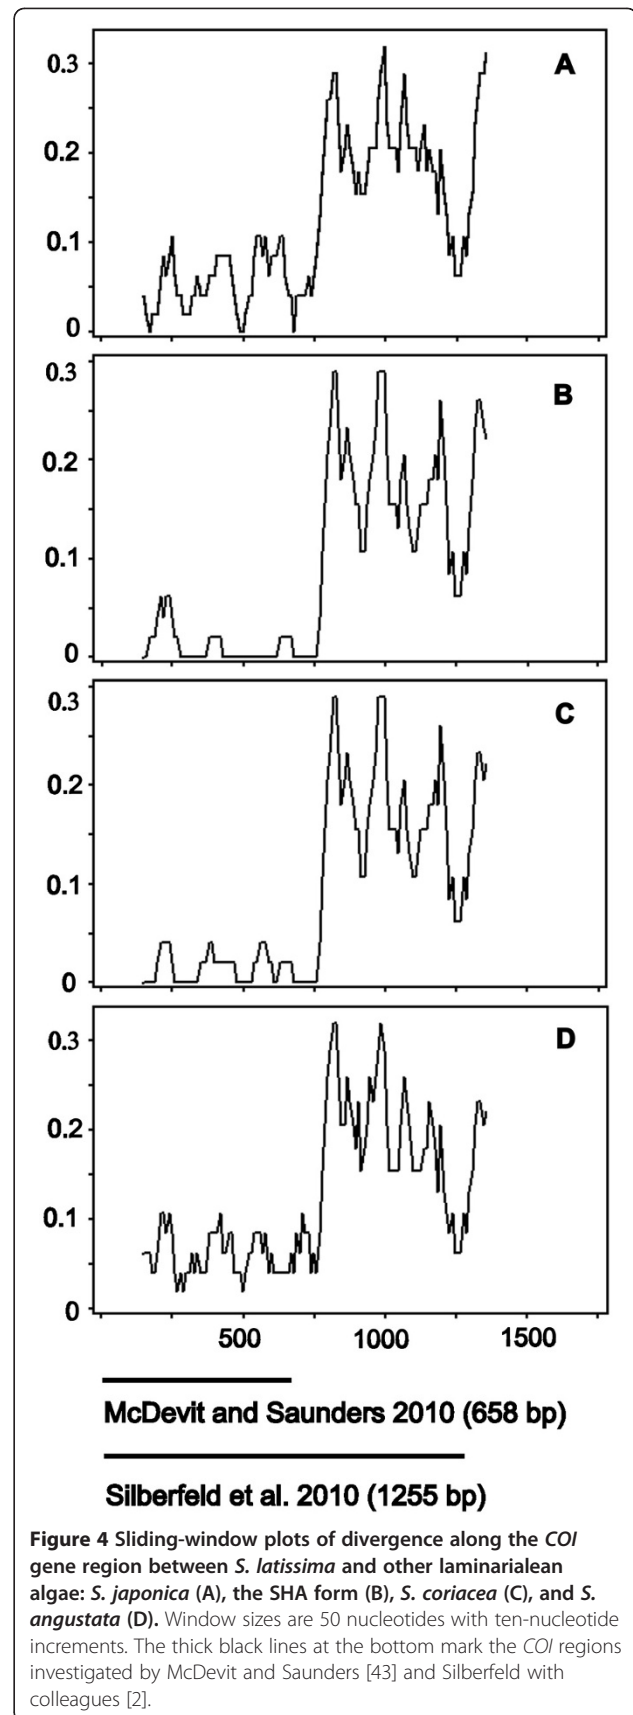 0.3
A
0.2
0.1
0
0.3
B
0.2
0.1
0
0.3
C
0.2
0.1
0
0.3
D
0.2
0.1
0
500 1000 1500
McDevit and Saunders 2010 (658 bp)
Silberfeld et al. 2010 (1255 bp)
Figure 4 Sliding-window plots of divergence along the COI
gene region between S. latissima and other laminarialean
algae: S. japonica (A), the SHA form (B), S. coriacea (C), and S.
angustata (D). Window sizes are 50 nucleotides with ten-nucleotide
increments. The thick black lines at the bottom mark the COI regions
investigated by McDevit and Saunders [43] and Silberfeld with
colleagues [2].